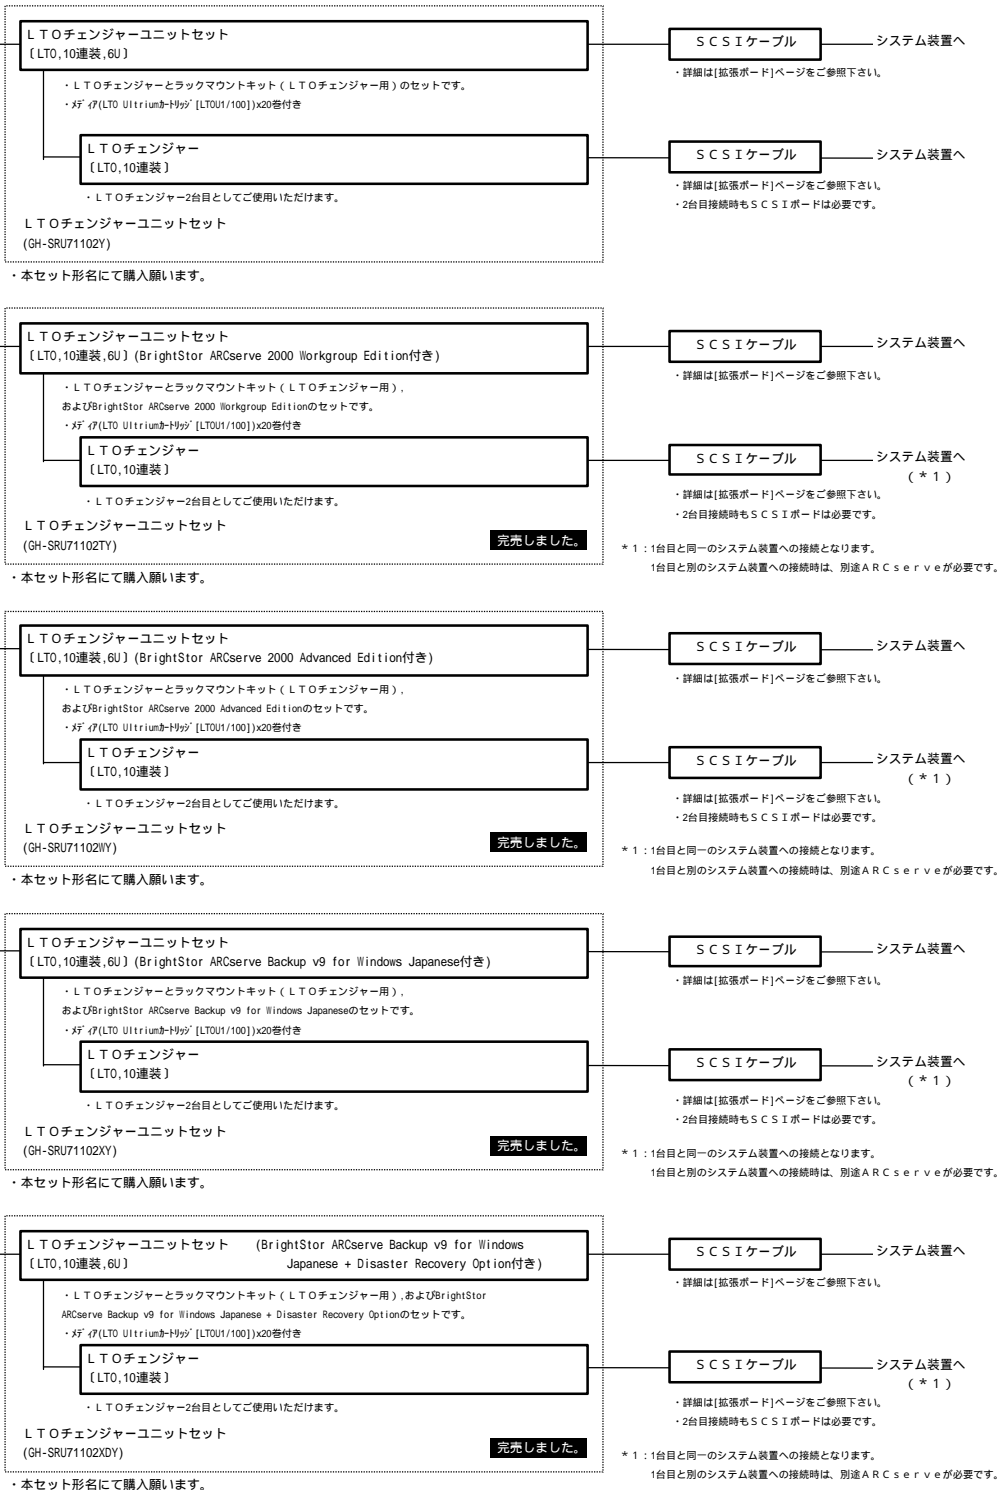 ＬＴＯチェンジャーユニットセット
〔LTO,10連装,6U〕
ＳＣＳＩケーブル
システム装置へ
・詳細は[拡張ボード]ページをご参照下さい。
・ＬＴＯチェンジャーとラックマウントキット（ＬＴＯチェンジャー用）のセットです。
・ﾒﾃﾞｨｱ(LTO Ultriumｶｰﾄﾘｯｼﾞ[LTOU1/100])x20巻付き
ＬＴＯチェンジャー
〔LTO,10連装〕
ＳＣＳＩケーブル
システム装置へ
・詳細は[拡張ボード]ページをご参照下さい。
・2台目接続時もＳＣＳＩボードは必要です。
・ＬＴＯチェンジャー2台目としてご使用いただけます。
ＬＴＯチェンジャーユニットセット
(GH-SRU71102Y)
・本セット形名にて購入願います。
ＬＴＯチェンジャーユニットセット
〔LTO,10連装,6U〕(BrightStor ARCserve 2000 Workgroup Edition付き)
ＳＣＳＩケーブル
システム装置へ
・詳細は[拡張ボード]ページをご参照下さい。
・ＬＴＯチェンジャーとラックマウントキット（ＬＴＯチェンジャー用）,
およびBrightStor ARCserve 2000 Workgroup Editionのセットです。
・ﾒﾃﾞｨｱ(LTO Ultriumｶｰﾄﾘｯｼﾞ[LTOU1/100])x20巻付き
ＬＴＯチェンジャー
〔LTO,10連装〕
ＳＣＳＩケーブル
システム装置へ
（＊１）
・詳細は[拡張ボード]ページをご参照下さい。
・2台目接続時もＳＣＳＩボードは必要です。
・ＬＴＯチェンジャー2台目としてご使用いただけます。
ＬＴＯチェンジャーユニットセット
(GH-SRU71102TY)
完売しました。
＊１：1台目と同一のシステム装置への接続となります。
1台目と別のシステム装置への接続時は、別途ＡＲＣｓｅｒｖｅが必要です。
・本セット形名にて購入願います。
ＬＴＯチェンジャーユニットセット
〔LTO,10連装,6U〕(BrightStor ARCserve 2000 Advanced Edition付き)
ＳＣＳＩケーブル
システム装置へ
・詳細は[拡張ボード]ページをご参照下さい。
・ＬＴＯチェンジャーとラックマウントキット（ＬＴＯチェンジャー用）,
およびBrightStor ARCserve 2000 Advanced Editionのセットです。
・ﾒﾃﾞｨｱ(LTO Ultriumｶｰﾄﾘｯｼﾞ[LTOU1/100])x20巻付き
ＬＴＯチェンジャー
〔LTO,10連装〕
ＳＣＳＩケーブル
システム装置へ
（＊１）
・詳細は[拡張ボード]ページをご参照下さい。
・2台目接続時もＳＣＳＩボードは必要です。
・ＬＴＯチェンジャー2台目としてご使用いただけます。
ＬＴＯチェンジャーユニットセット
(GH-SRU71102WY)
完売しました。
＊１：1台目と同一のシステム装置への接続となります。
1台目と別のシステム装置への接続時は、別途ＡＲＣｓｅｒｖｅが必要です。
・本セット形名にて購入願います。
ＬＴＯチェンジャーユニットセット
〔LTO,10連装,6U〕(BrightStor ARCserve Backup v9 for Windows Japanese付き)
ＳＣＳＩケーブル
システム装置へ
・詳細は[拡張ボード]ページをご参照下さい。
・ＬＴＯチェンジャーとラックマウントキット（ＬＴＯチェンジャー用）,
およびBrightStor ARCserve Backup v9 for Windows Japaneseのセットです。
・ﾒﾃﾞｨｱ(LTO Ultriumｶｰﾄﾘｯｼﾞ[LTOU1/100])x20巻付き
ＬＴＯチェンジャー
〔LTO,10連装〕
ＳＣＳＩケーブル
システム装置へ
（＊１）
・詳細は[拡張ボード]ページをご参照下さい。
・2台目接続時もＳＣＳＩボードは必要です。
・ＬＴＯチェンジャー2台目としてご使用いただけます。
ＬＴＯチェンジャーユニットセット
(GH-SRU71102XY)
完売しました。
＊１：1台目と同一のシステム装置への接続となります。
1台目と別のシステム装置への接続時は、別途ＡＲＣｓｅｒｖｅが必要です。
・本セット形名にて購入願います。
ＬＴＯチェンジャーユニットセット (BrightStor ARCserve Backup v9 for Windows
〔LTO,10連装,6U〕 Japanese + Disaster Recovery Option付き)
ＳＣＳＩケーブル
システム装置へ
・詳細は[拡張ボード]ページをご参照下さい。
・ＬＴＯチェンジャーとラックマウントキット（ＬＴＯチェンジャー用）,およびBrightStor
ARCserve Backup v9 for Windows Japanese + Disaster Recovery Optionのセットです。
・ﾒﾃﾞｨｱ(LTO Ultriumｶｰﾄﾘｯｼﾞ[LTOU1/100])x20巻付き
ＬＴＯチェンジャー
〔LTO,10連装〕
ＳＣＳＩケーブル
システム装置へ
（＊１）
・詳細は[拡張ボード]ページをご参照下さい。
・2台目接続時もＳＣＳＩボードは必要です。
・ＬＴＯチェンジャー2台目としてご使用いただけます。
ＬＴＯチェンジャーユニットセット
(GH-SRU71102XDY)
完売しました。
＊１：1台目と同一のシステム装置への接続となります。
1台目と別のシステム装置への接続時は、別途ＡＲＣｓｅｒｖｅが必要です。
・本セット形名にて購入願います。